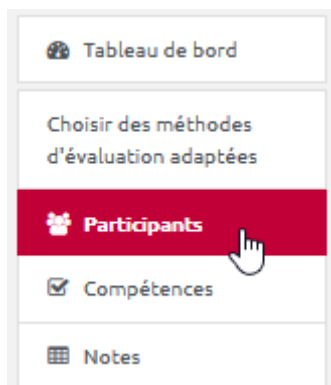 Tableau de bord
Choisir des méthodes
d'évaluation adaptées
Participants
Compétences
Notes